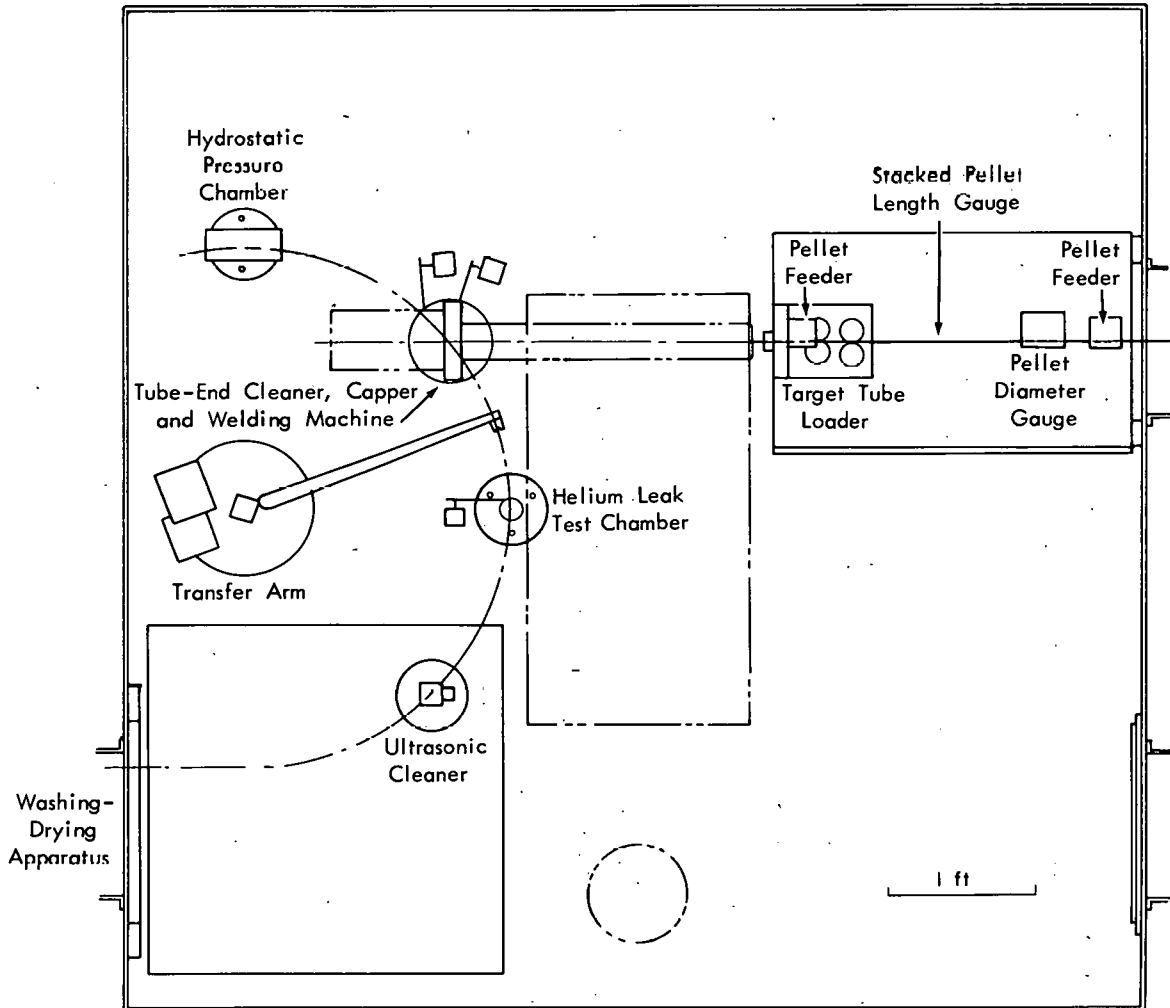 Hydrostatic
Pressuro
Chamber
Stacked Pellet
Length Gauge
Pellet
Feeder
Pellet
Feeder
Tube-End Cleaner, Capper
and Welding Machine
Target Tube
Loader
Pellet
Diameter
Gauge
Helium Leak
Test Chamber
Transfer Arm
Ultrasonic
Cleaner
Washing-
Drying
Apparatus
1 ft